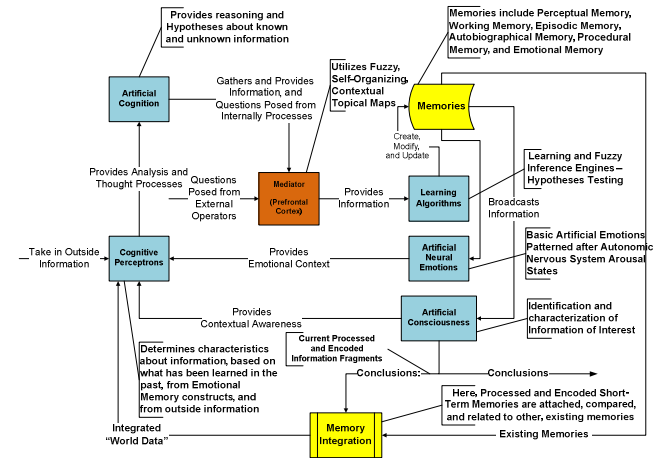 Provides reasoning and
Hypotheses about known
and unknown information
Memories include Perceptual Memory,
Working Memory, Episodic Memory,
Autobiographical Memory, Procedural
Memory, and Emotional Memory
Artificial
Cognition
Gathers and Provides
Information, and
Questions Posed from
Internally Processes
Utilizes Fuzzy,
Self-Organizing,
Contextual
Topical Maps
Memories
Create,
Modify,
and Update
Provides Analysis and
Thought Processes
Questions
Posed from
External
Operators
Mediator
(Prefrontal
Cortex)
Provides
Information
Learning
Algorithms
Learning and Fuzzy
Inference Engines—
Hypotheses Testing
Broadcasts
Information
Take in Outside
Information
Cognitive
Perceptrons
Provides
Emotional Context
Artificial
Neural
Emotions
Basic Artificial Emotions
Patterned after Autonomic
Nervous System Arousal
States
Provides
Contextual Awareness
Artificial
Consciousness
Identification and
characterization of
Information of Interest
Current Processed
and Encoded
Information Fragments
Determines characteristics
about information, based on
what has been learned in the
past, from Emotional
Memory constructs, and
from outside information
Conclusions:
Conclusions
Here, Processed and Encoded Short-
Term Memories are attached, compared,
and related to other, existing memories
Integrated
“World Data”
Memory
Integration
Existing Memories